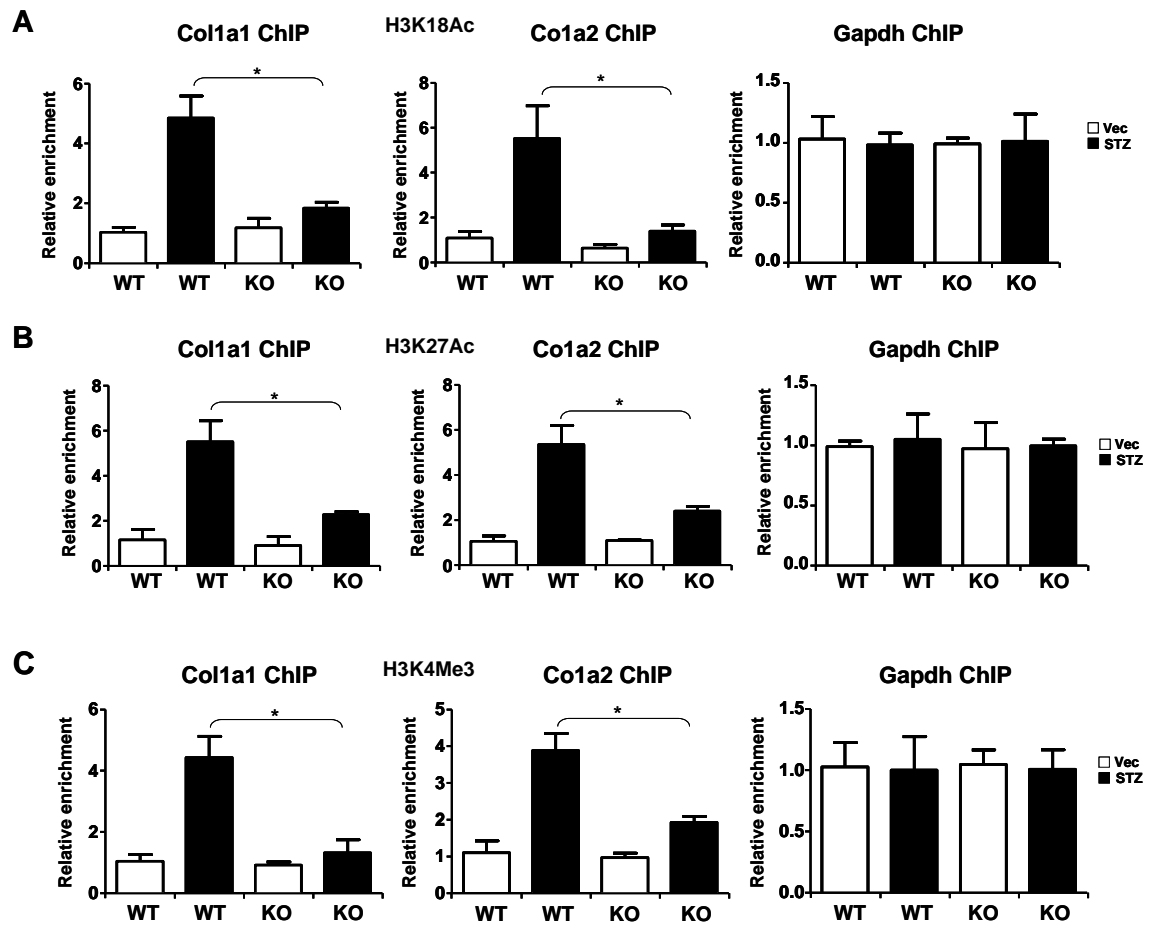 A
H3K18Ac
Col1a1 ChIP
Co1a2 ChIP
Gapdh ChIP
Relative enrichment
6
4
2
0
*
WT WT KO KO
Relative enrichment
8
6
4
2
0
*
WT WT KO KO
Relative enrichment
1.5
1.0
0.5
0.0
WT WT KO KO
Vec
STZ
B
H3K27Ac
Col1a1 ChIP
Co1a2 ChIP
Gapdh ChIP
Relative enrichment
8
6
4
2
0
*
WT WT KO KO
Relative enrichment
8
6
4
2
0
*
WT WT KO KO
Relative enrichment
1.5
1.0
0.5
0.0
WT WT KO KO
Vec
STZ
C
H3K4Me3
Col1a1 ChIP
Co1a2 ChIP
Gapdh ChIP
Relative enrichment
6
4
2
0
*
WT WT KO KO
Relative enrichment
5
4
3
2
1
0
*
WT WT KO KO
Relative enrichment
1.5
1.0
0.5
0.0
WT WT KO KO
Vec
STZ